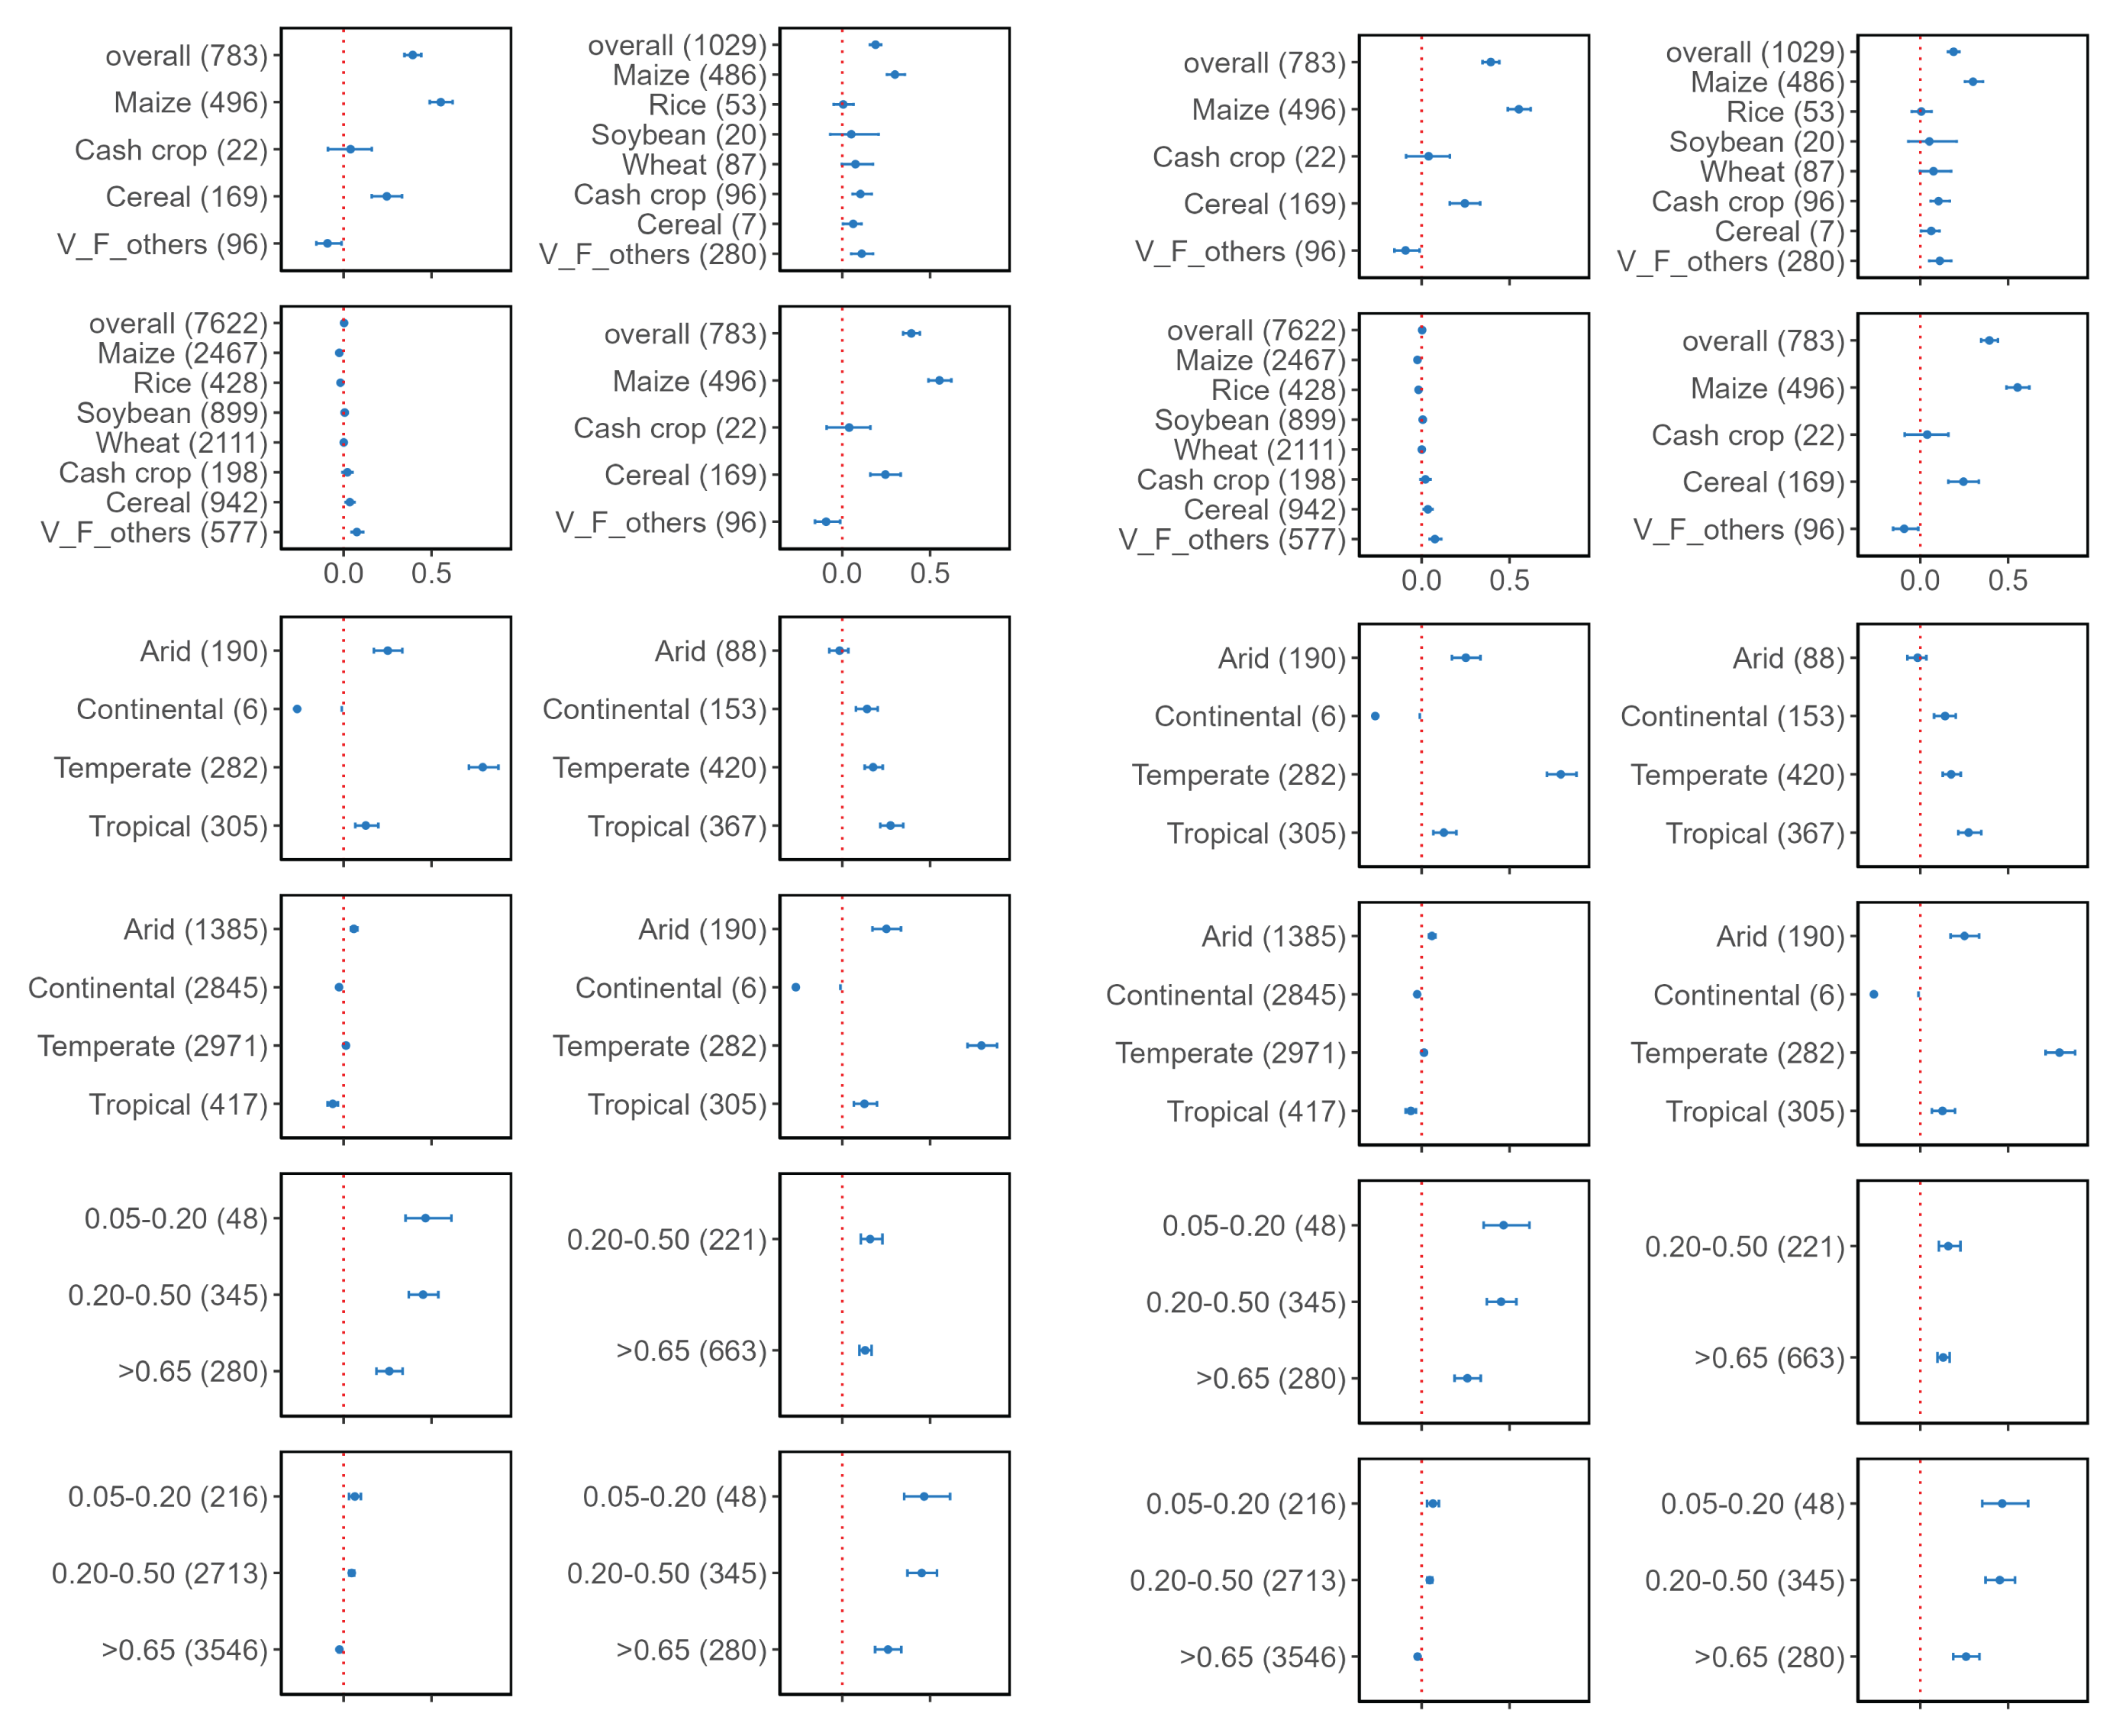 overall (783)
Maize (496)
Cash crop (22)
Cereal (169)
V_F_others (96)
overall (1029)
Maize (486)
Rice (53)
Soybean (20)
Wheat (87)
Cash crop (96)
Cereal (7)
V_F_others (280)
overall (783)
Maize (496)
Cash crop (22)
Cereal (169)
V_F_others (96)
overall (1029)
Maize (486)
Rice (53)
Soybean (20)
Wheat (87)
Cash crop (96)
Cereal (7)
V_F_others (280)
overall (7622)
Maize (2467)
Rice (428)
Soybean (899)
Wheat (2111)
Cash crop (198)
Cereal (942)
V_F_others (577)
0.0 0.5
overall (783)
Maize (496)
Cash crop (22)
Cereal (169)
V_F_others (96)
0.0 0.5
overall (7622)
Maize (2467)
Rice (428)
Soybean (899)
Wheat (2111)
Cash crop (198)
Cereal (942)
V_F_others (577)
0.0 0.5
overall (783)
Maize (496)
Cash crop (22)
Cereal (169)
V_F_others (96)
0.0 0.5
Arid (190)
Continental (6)
Temperate (282)
Tropical (305)
Arid (88)
Continental (153)
Temperate (420)
Tropical (367)
Arid (190)
Continental (6)
Temperate (282)
Tropical (305)
Arid (88)
Continental (153)
Temperate (420)
Tropical (367)
Arid (1385)
Continental (2845)
Temperate (2971)
Tropical (417)
Arid (190)
Continental (6)
Temperate (282)
Tropical (305)
Arid (1385)
Continental (2845)
Temperate (2971)
Tropical (417)
Arid (190)
Continental (6)
Temperate (282)
Tropical (305)
0.05-0.20 (48)
0.20-0.50 (345)
>0.65 (280)
0.20-0.50 (221)
>0.65 (663)
0.05-0.20 (48)
0.20-0.50 (345)
>0.65 (280)
0.20-0.50 (221)
>0.65 (663)
0.05-0.20 (216)
0.20-0.50 (2713)
>0.65 (3546)
0.05-0.20 (48)
0.20-0.50 (345)
>0.65 (280)
0.05-0.20 (216)
0.20-0.50 (2713)
>0.65 (3546)
0.05-0.20 (48)
0.20-0.50 (345)
>0.65 (280)